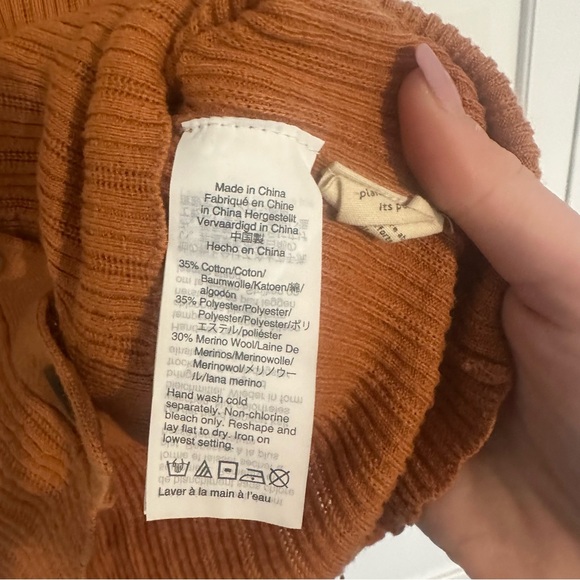 Made in China
Fabriqué en Chine
in China Hergestellt
Vervaardigd in China
中国製
Hecho en China
35% Cotton/Coton/
Baumwolle/Katoen/綿/
algodón
35% Polyester/Polyester/
Polyester/Polyester/ポリ
エステル/poliéster
30% Merino Wool/Laine De
Merinos/Merinowolle/
Merinowol/メリノウー
ル/lana merino
Hand wash cold
separately. Non-chlorine
bleach only. Reshape and
lay flat to dry. Iron on
lowest setting.
Laver à la main à l'eau
its